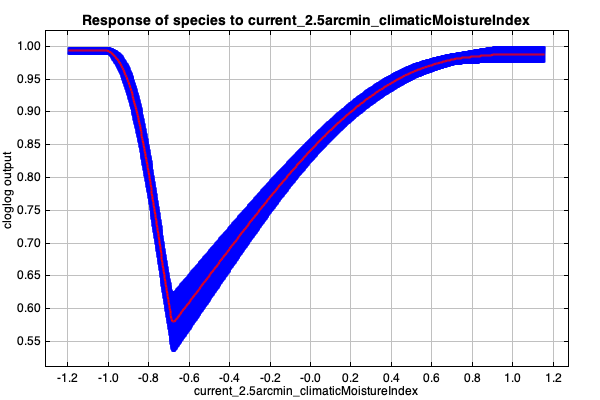 Response of species to current_2.5arcmin_climaticMoistureIndex
cloglog output
1.00
0.95
0.90
0.85
0.80
0.75
0.70
0.65
0.60
0.55
-1.2 -1.0 -0.8 -0.6 -0.4 -0.2 -0.0 0.2 0.4 0.6 0.8 1.0 1.2
current_2.5arcmin_climaticMoistureIndex